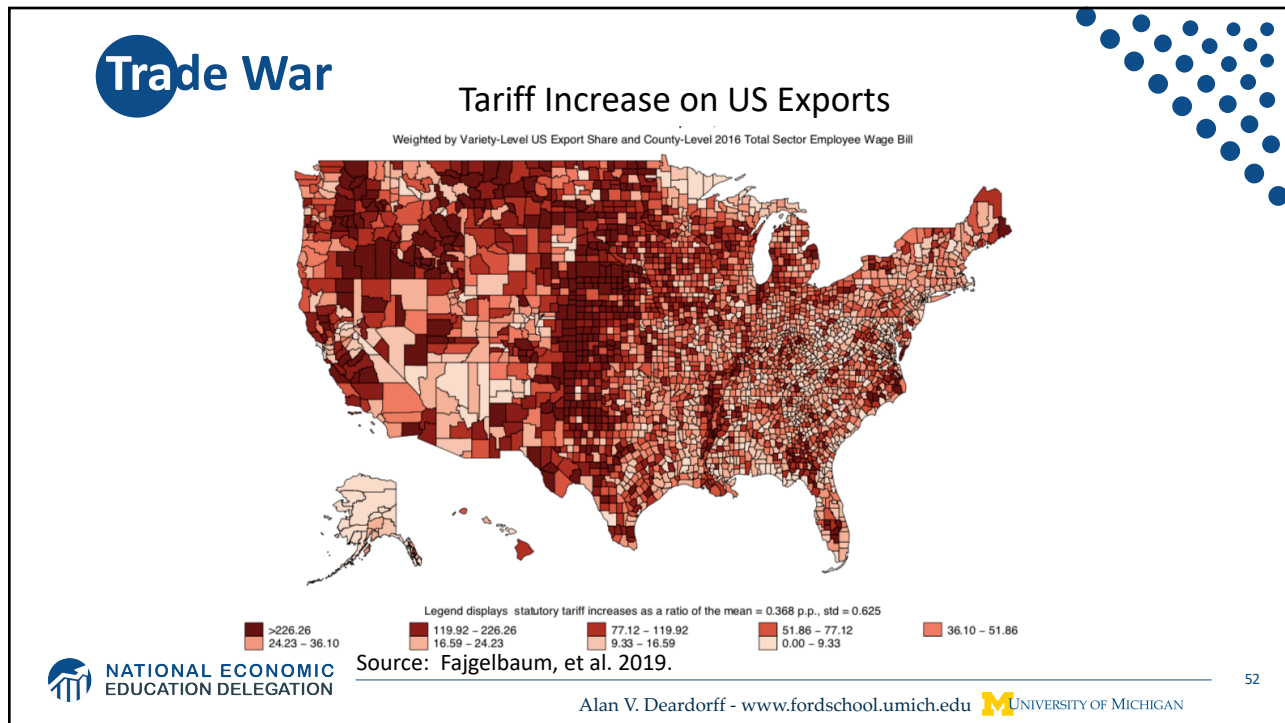 Trade War
Tariff Increase on US Exports
Weighted by Variety-Level US Export Share and County-Level 2016 Total Sector Employee Wage Bill
Legend displays statutory tariff increases as a ratio of the mean = 0.368 p.p., std = 0.625
>226.26 119.92 − 226.26 77.12 − 119.92 51.86 − 77.12 36.10 − 51.86
24.23 − 36.10 16.59 − 24.23 9.33 − 16.59 0.00 − 9.33
Source: Fajgelbaum, et al. 2019.
NATIONAL ECONOMIC
EDUCATION DELEGATION
52
Alan V. Deardorff - www.fordschool.umich.edu M UNIVERSITY OF MICHIGAN